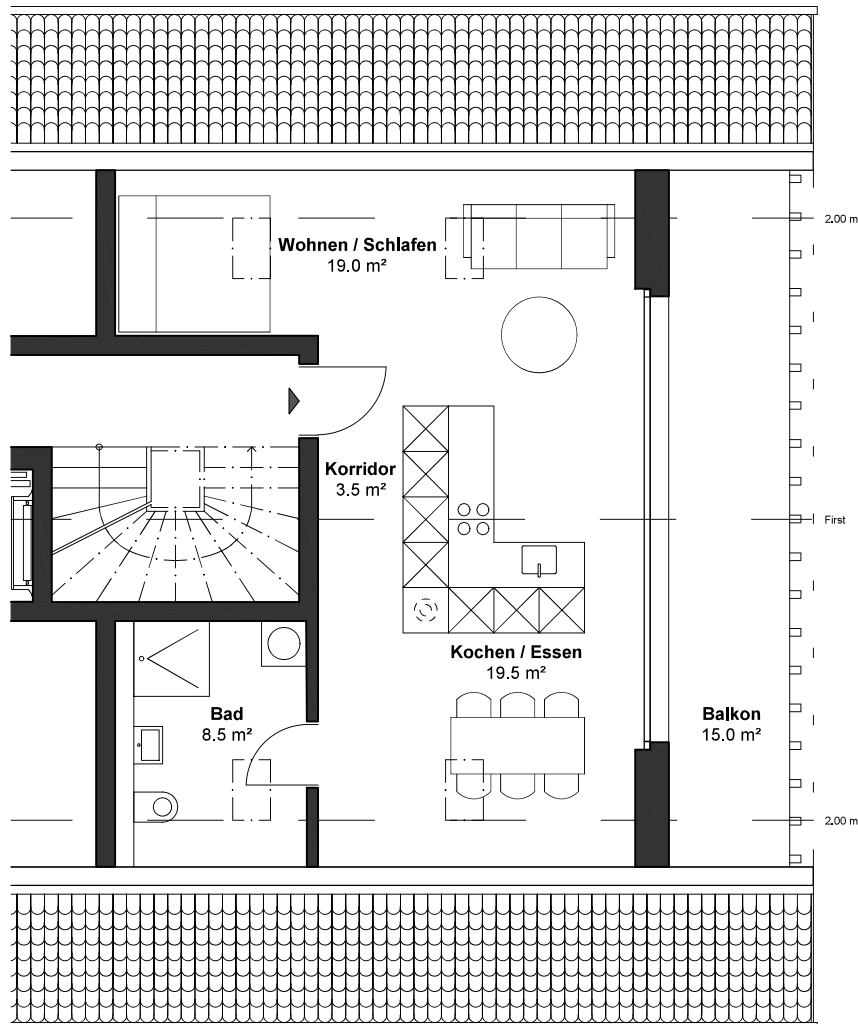 2.00 m
Wohnen / Schlafen
19.0 m²
Korridor
3.5 m²
First
Kochen / Essen
19.5 m²
Bad
8.5 m²
Balkon
15.0 m²
2.00 m